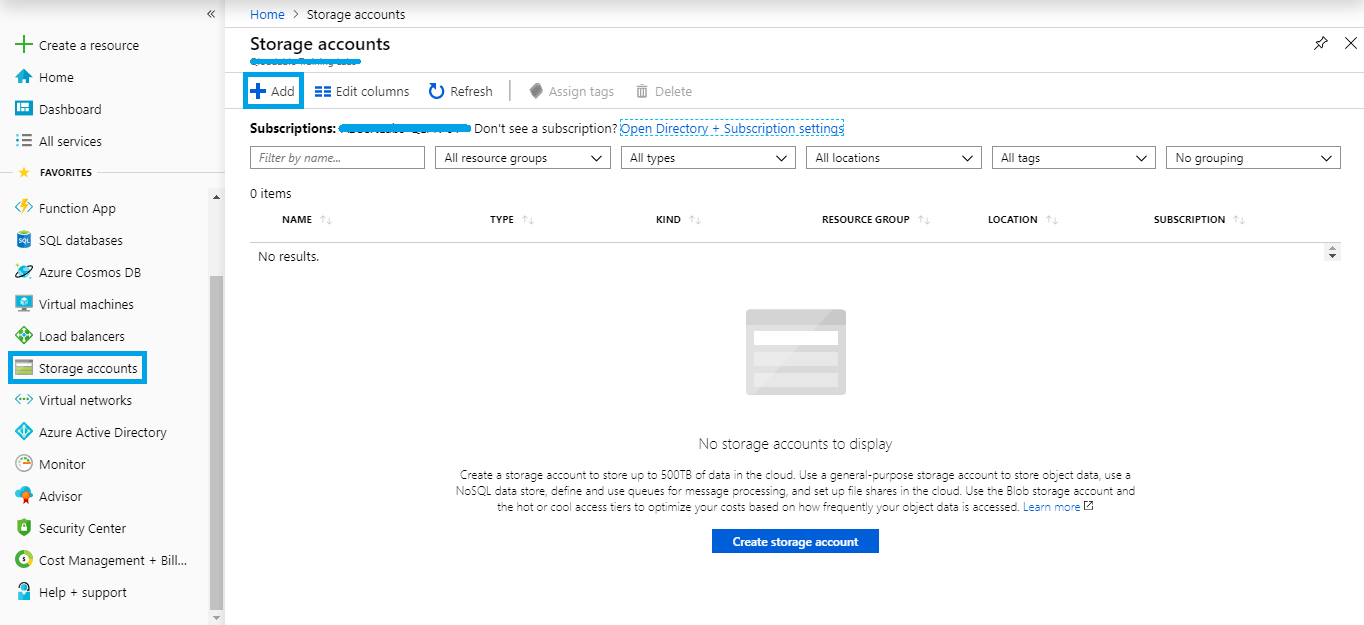 «
Create a resource
Home
Dashboard
All services
FAVORITES
Function App
SQL databases
Azure Cosmos DB
Virtual machines
Load balancers
Storage accounts
Virtual networks
Azure Active Directory
Monitor
Advisor
Security Center
Cost Management + Bill...
Help + support
Home > Storage accounts
Storage accounts
Add Edit columns Refresh Assign tags Delete
Subscriptions: Don't see a subscription? Open Directory + Subscription settings
Filter by name... All resource groups All types All locations All tags No grouping
0 items
NAME TYPE KIND RESOURCE GROUP LOCATION SUBSCRIPTION
No results.
No storage accounts to display
Create a storage account to store up to 500TB of data in the cloud. Use a general-purpose storage account to store object data, use a
NoSQL data store, define and use queues for message processing, and set up file shares in the cloud. Use the Blob storage account and
the hot or cool access tiers to optimize your costs based on how frequently your object data is accessed. Learn more
Create storage account